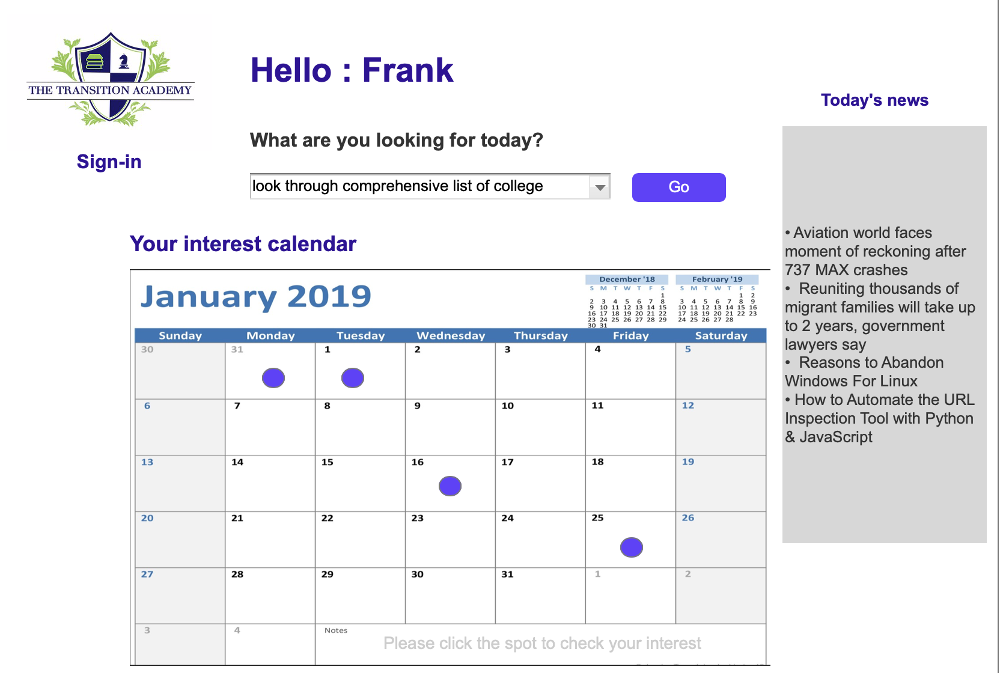 THE TRANSITION ACADEMY
Sign-in
Hello : Frank
What are you looking for today?
look through comprehensive list of college
Go
Today's news
• Aviation world faces
moment of reckoning after
737 MAX crashes
•  Reuniting thousands of
migrant families will take up
to 2 years, government
lawyers say
•  Reasons to Abandon
Windows For Linux
• How to Automate the URL
Inspection Tool with Python
& JavaScript
Your interest calendar
January 2019
December '18
S M T W T F S
1
2 3 4 5 6 7 8
9 10 11 12 13 14 15
16 17 18 19 20 21 22
23 24 25 26 27 28 29
30 31
February '19
S M T W T F S
1 2
3 4 5 6 7 8 9
10 11 12 13 14 15 16
17 18 19 20 21 22 23
24 25 26 27 28
Sunday Monday Tuesday Wednesday Thursday Friday Saturday
30 31 1 2 3 4 5
6 7 8 9 10 11 12
13 14 15 16 17 18 19
20 21 22 23 24 25 26
27 28 29 30 31 1 2
3 4 Notes
Please click the spot to check your interest